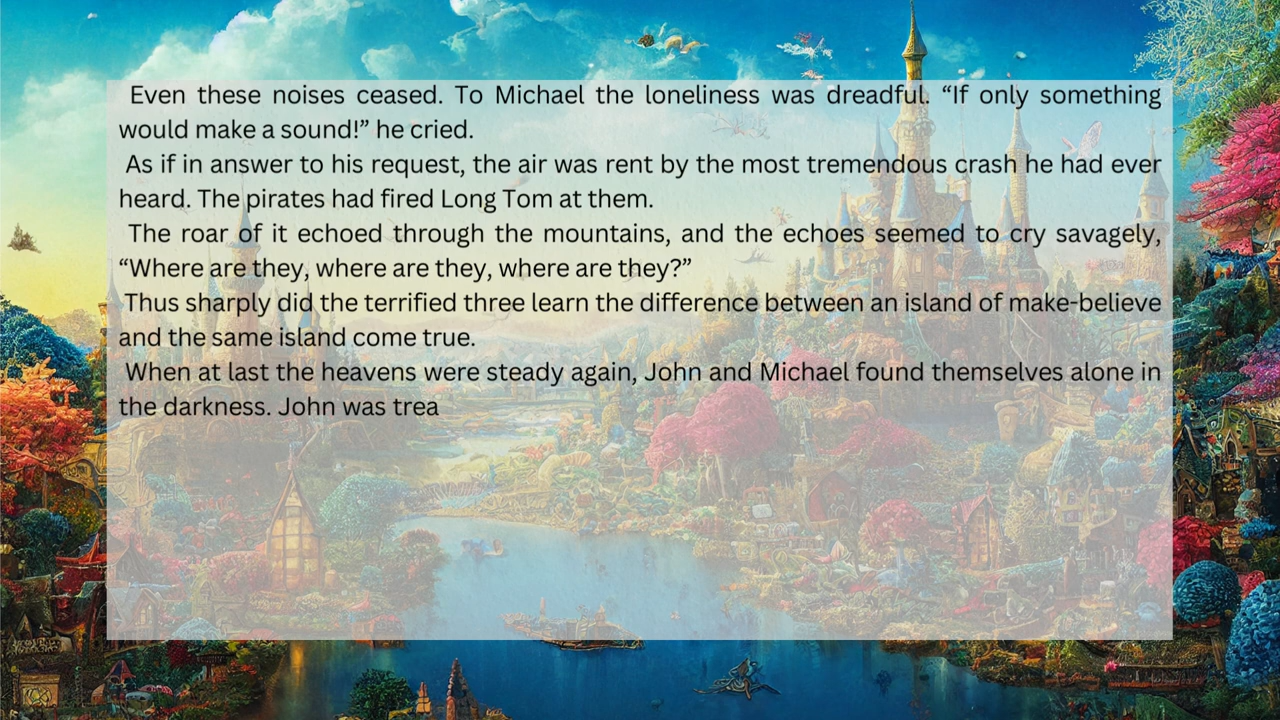 Even these noises ceased. To Michael the loneliness was dreadful. “If only something
would make a sound!” he cried.
As if in answer to his request, the air was rent by the most tremendous crash he had ever
heard. The pirates had fired Long Tom at them.
The roar of it echoed through the mountains, and the echoes seemed to cry savagely,
“Where are they, where are they, where are they?”
Thus sharply did the terrified three learn the difference between an island of make-believe
and the same island come true.
When at last the heavens were steady again, John and Michael found themselves alone in
the darkness. John was trea